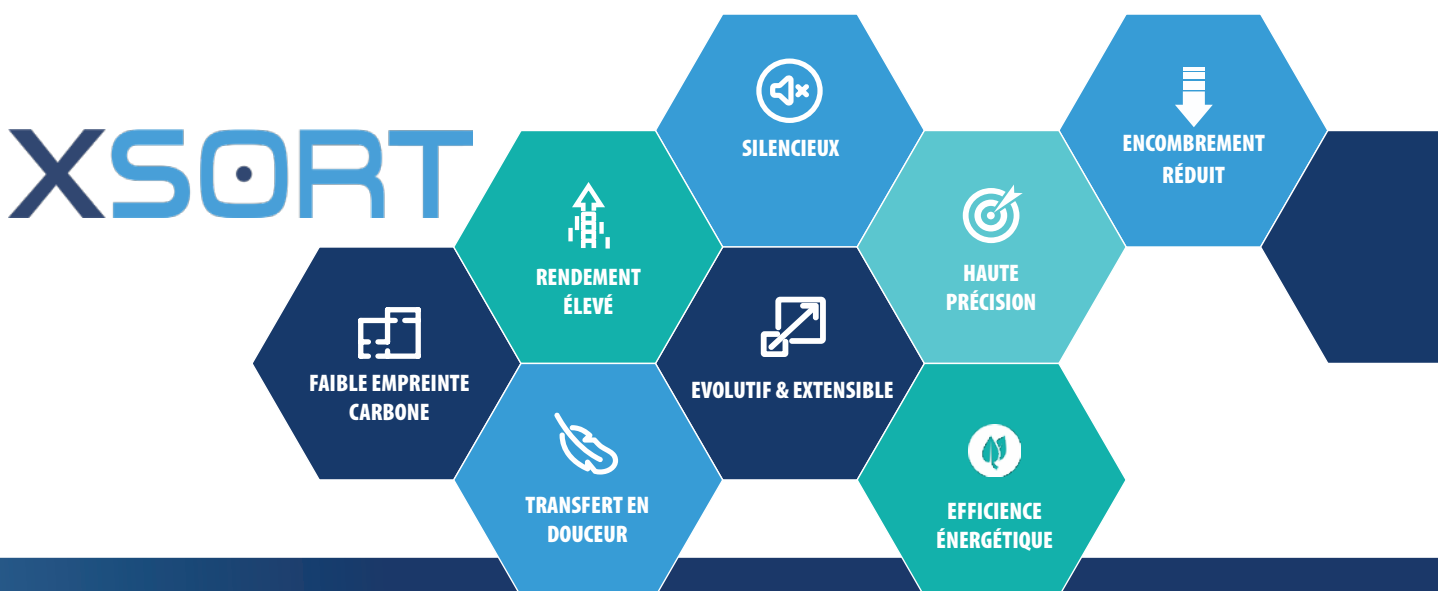 XSORT
SILENCIEUX
ENCOMBREMENT
RÉDUIT
RENDEMENT
ÉLEVÉ
HAUTE
PRÉCISION
FAIBLE EMPREINTE
CARBONE
EVOLUTIF & EXTENSIBLE
TRANSFERT EN
DOUCEUR
EFFICIENCE
ÉNERGÉTIQUE